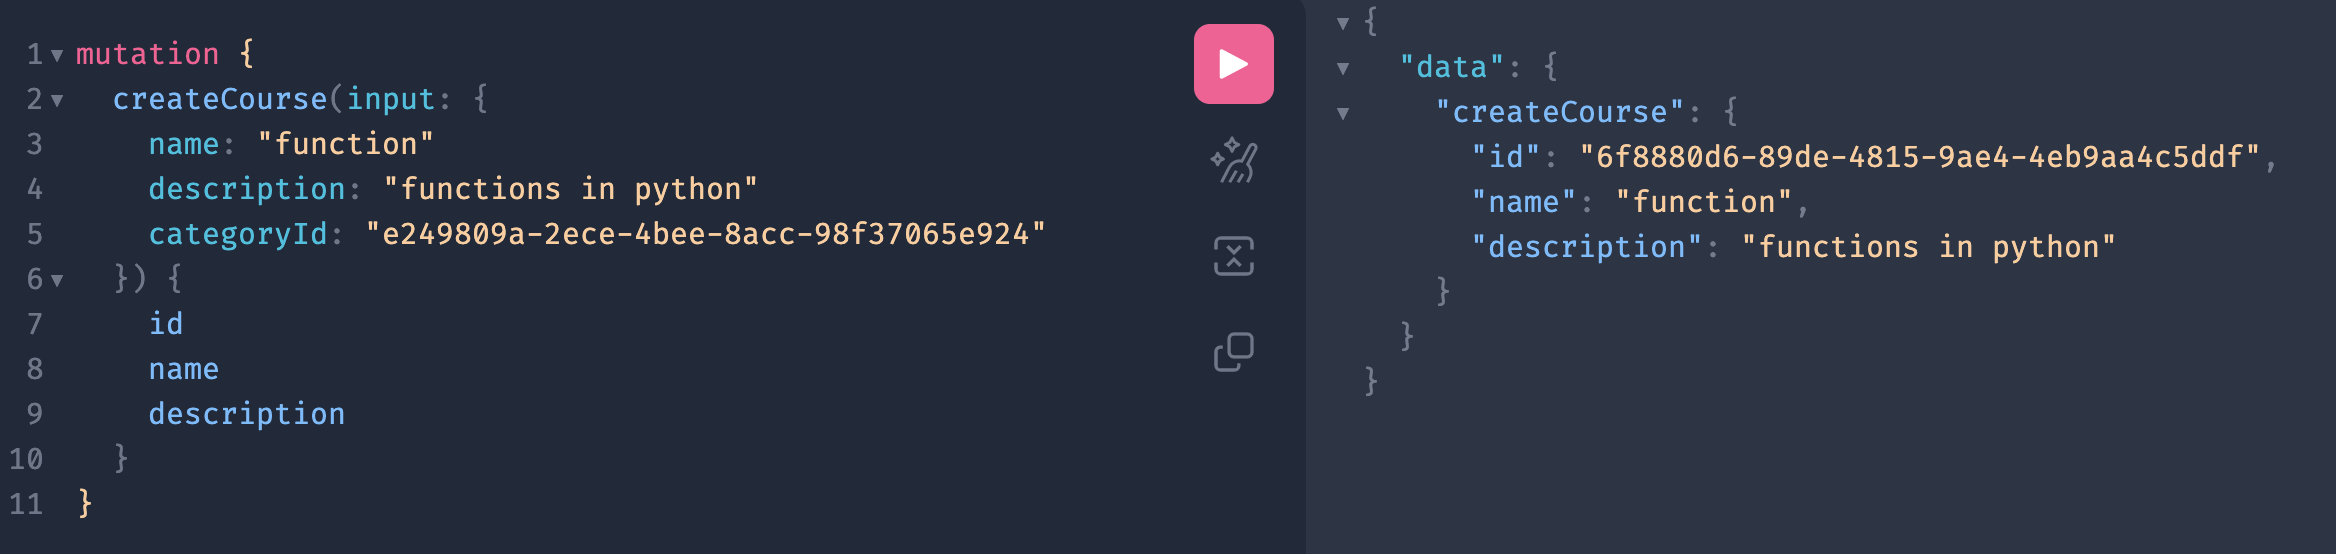 1 mutation {
2 createCourse(input: {
3 name: "function"
4 description: "functions in python"
5 categoryId: "e249809a-2ece-4bee-8acc-98f37065e924"
6 }) {
7 id
8 name
9 description
10 }
11 }
{
"data": {
"createCourse": {
"id": "6f8880d6-89de-4815-9ae4-4eb9aa4c5ddf",
"name": "function",
"description": "functions in python"
}
}
}